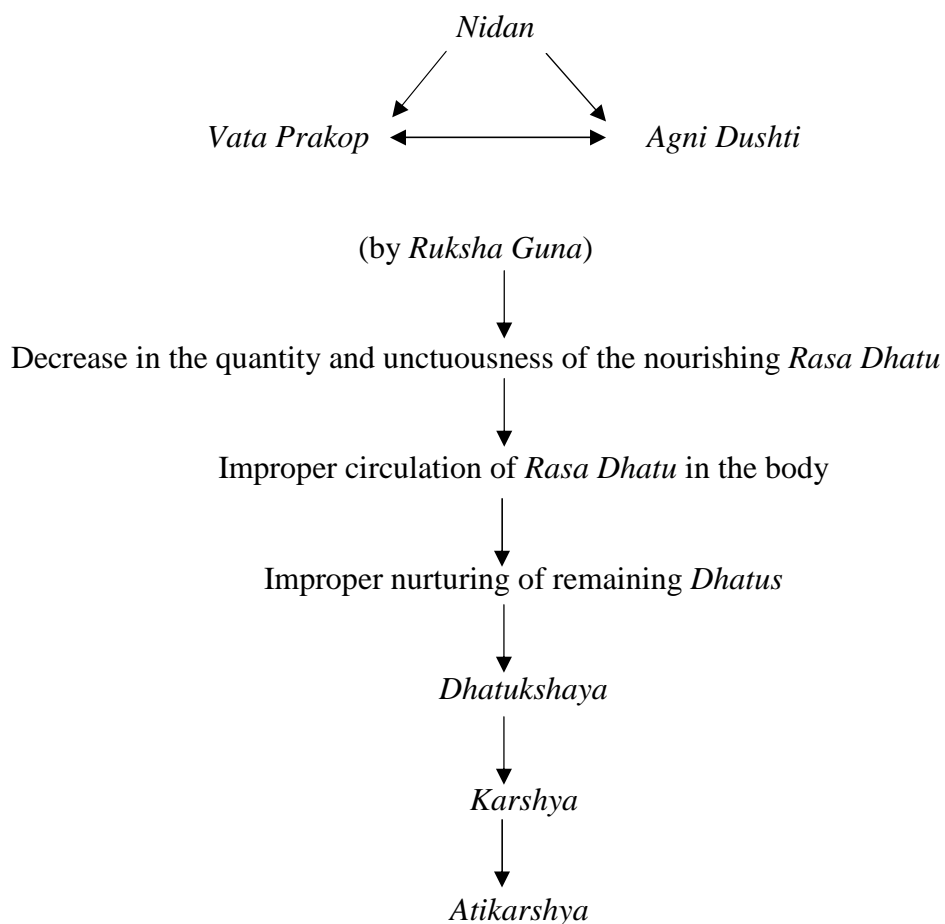 Nidan
Vata Prakop Agni Dushti
(by Ruksha Guna)
Decrease in the quantity and unctuousness of the nourishing Rasa Dhatu
Improper circulation of Rasa Dhatu in the body
Improper nurturing of remaining Dhatus
Dhatukshaya
Karshya
Atikarshya